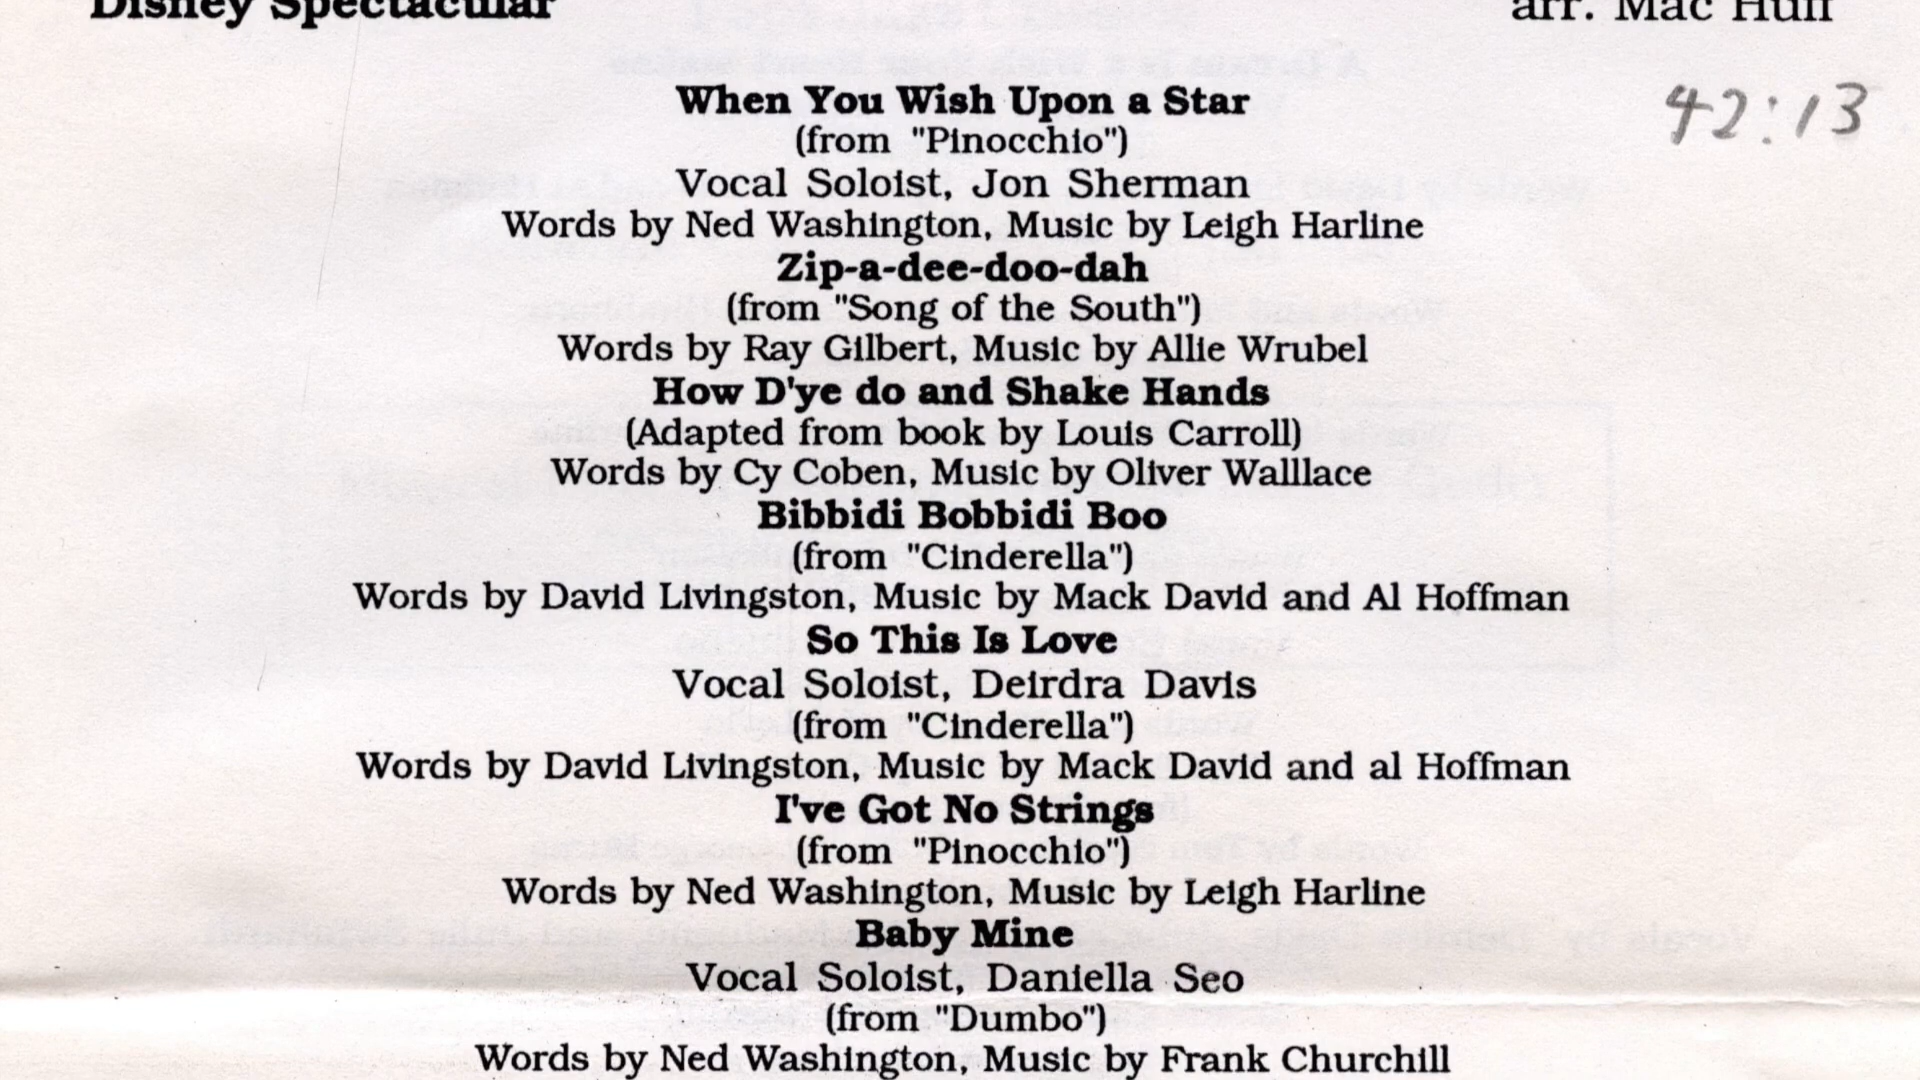 Disney Spectacular arr. Mac Huff
42:13
When You Wish Upon a Star
(from "Pinocchio")
Vocal Soloist, Jon Sherman
Words by Ned Washington, Music by Leigh Harline
Zip-a-dee-doo-dah
(from "Song of the South")
Words by Ray Gilbert, Music by Allie Wrubel
How D'ye do and Shake Hands
(Adapted from book by Louis Carroll)
Words by Cy Coben, Music by Oliver Walllace
Bibbidi Bobbidi Boo
(from "Cinderella")
Words by David Livingston, Music by Mack David and Al Hoffman
So This Is Love
Vocal Soloist, Deirdra Davis
(from "Cinderella")
Words by David Livingston, Music by Mack David and al Hoffman
I've Got No Strings
(from "Pinocchio")
Words by Ned Washington, Music by Leigh Harline
Baby Mine
Vocal Soloist, Daniella Seo
(from "Dumbo")
Words by Ned Washington, Music by Frank Churchill